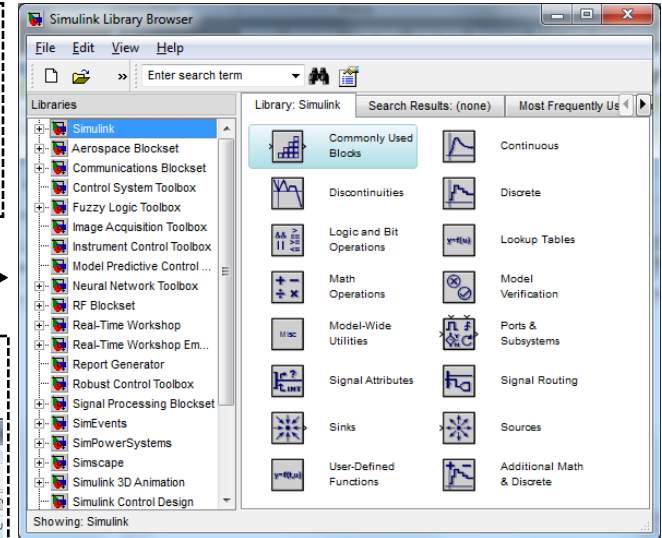 Simulink Library Browser
File Edit View Help
» Enter search term
Libraries
Library: Simulink Search Results: (none) Most Frequently Us
Simulink
Aerospace Blockset
Communications Blockset
Control System Toolbox
Fuzzy Logic Toolbox
Image Acquisition Toolbox
Instrument Control Toolbox
Model Predictive Control ...
Neural Network Toolbox
RF Blockset
Real-Time Workshop
Real-Time Workshop Em...
Report Generator
Robust Control Toolbox
Signal Processing Blockset
SimEvents
SimPowerSystems
Simscape
Simulink 3D Animation
Simulink Control Design
Commonly Used
Blocks
Continuous
Discontinuities
Discrete
Logic and Bit
Operations
y=f(u)
Lookup Tables
Math
Operations
Model
Verification
Misc
Model-Wide
Utilities
Ports &
Subsystems
Signal Attributes
Signal Routing
Sinks
Sources
y=f(u)
User-Defined
Functions
Additional Math
& Discrete
Showing: Simulink